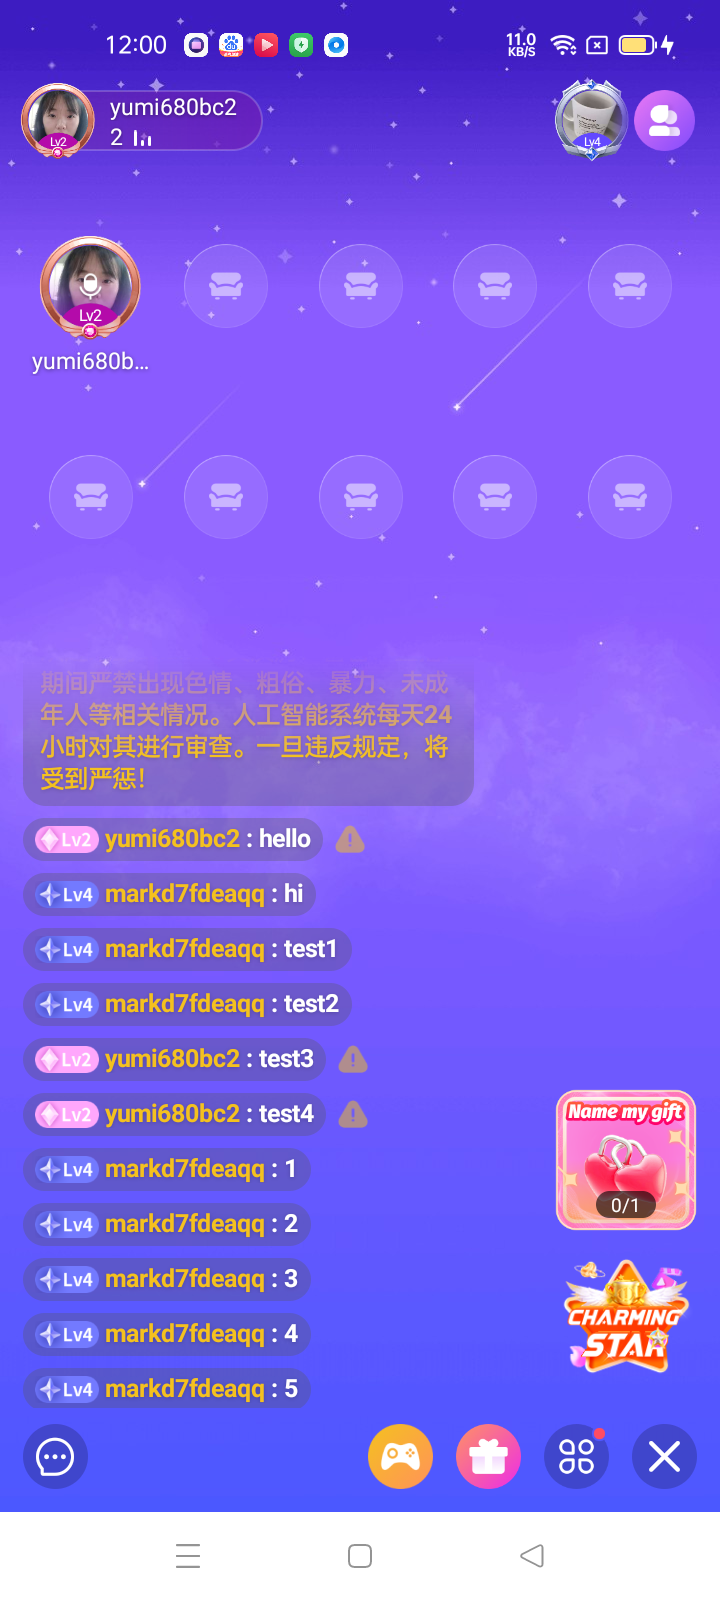 12:00
11.0
KB/S
yumi680bc2
2
Lv2
Lv4
Lv2
yumi680b...
期间严禁出现色情、粗俗、暴力、未成
年人等相关情况。人工智能系统每天24
小时对其进行审查。一旦违反规定，将
受到严惩！
Lv2 yumi680bc2 : hello
Lv4 markd7fdeaqq : hi
Lv4 markd7fdeaqq : test1
Lv4 markd7fdeaqq : test2
Lv2 yumi680bc2 : test3
Lv2 yumi680bc2 : test4
Lv4 markd7fdeaqq : 1
Lv4 markd7fdeaqq : 2
Lv4 markd7fdeaqq : 3
Lv4 markd7fdeaqq : 4
Lv4 markd7fdeaqq : 5
Name my gift
0/1
CHARMING
STAR